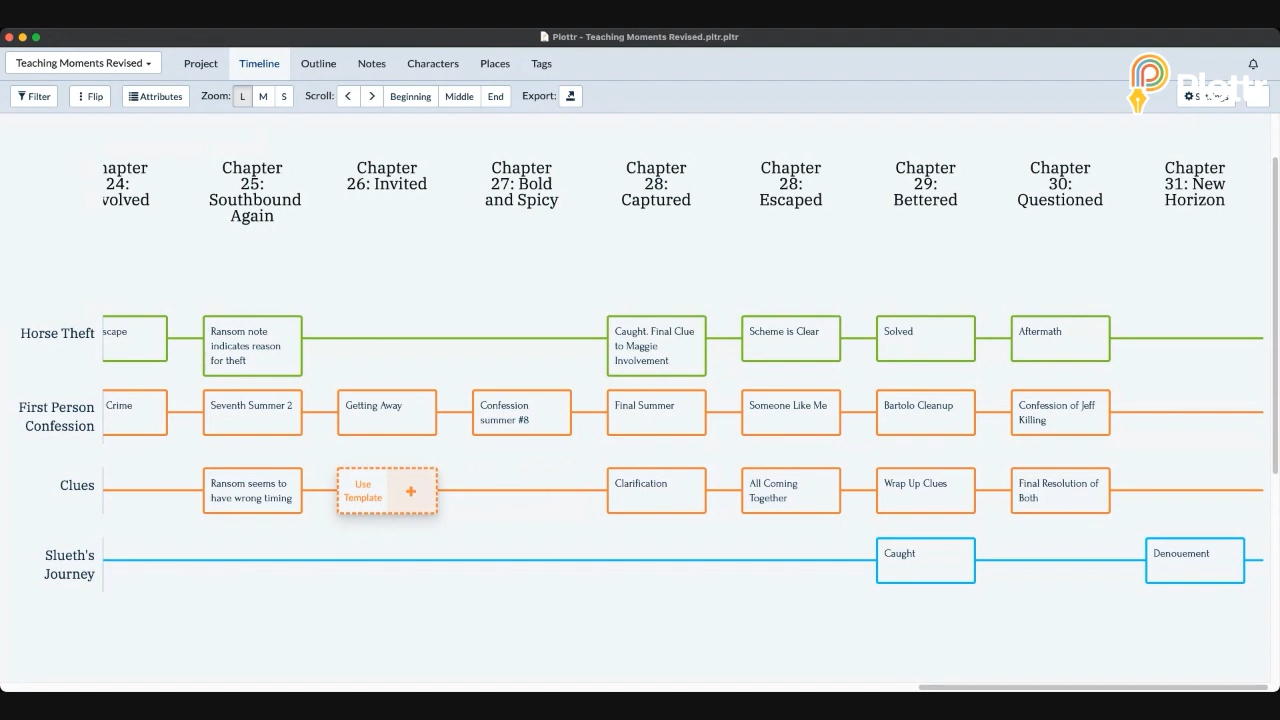 Plottr - Teaching Moments Revised.pltr.pltr
Teaching Moments Revised
Project
Timeline
Outline
Notes
Characters
Places
Tags
Plottr
Filter
Flip
Attributes
Zoom:
L
M
S
Scroll:
Beginning
Middle
End
Export:
hapter
24:
volved
Chapter
25:
Southbound
Again
Chapter
26: Invited
Chapter
27: Bold
and Spicy
Chapter
28:
Captured
Chapter
28:
Escaped
Chapter
29:
Bettered
Chapter
30:
Questioned
Chapter
31: New
Horizon
Horse Theft
scape
Ransom note
indicates reason
for theft
Caught. Final Clue
to Maggie
Involvement
Scheme is Clear
Solved
Aftermath
First Person
Confession
Crime
Seventh Summer 2
Getting Away
Confession
summer #8
Final Summer
Someone Like Me
Bartolo Cleanup
Confession of Jeff
Killing
Clues
Ransom seems to
have wrong timing
Use
Template
Clarification
All Coming
Together
Wrap Up Clues
Final Resolution of
Both
Slueth's
Journey
Caught
Denouement